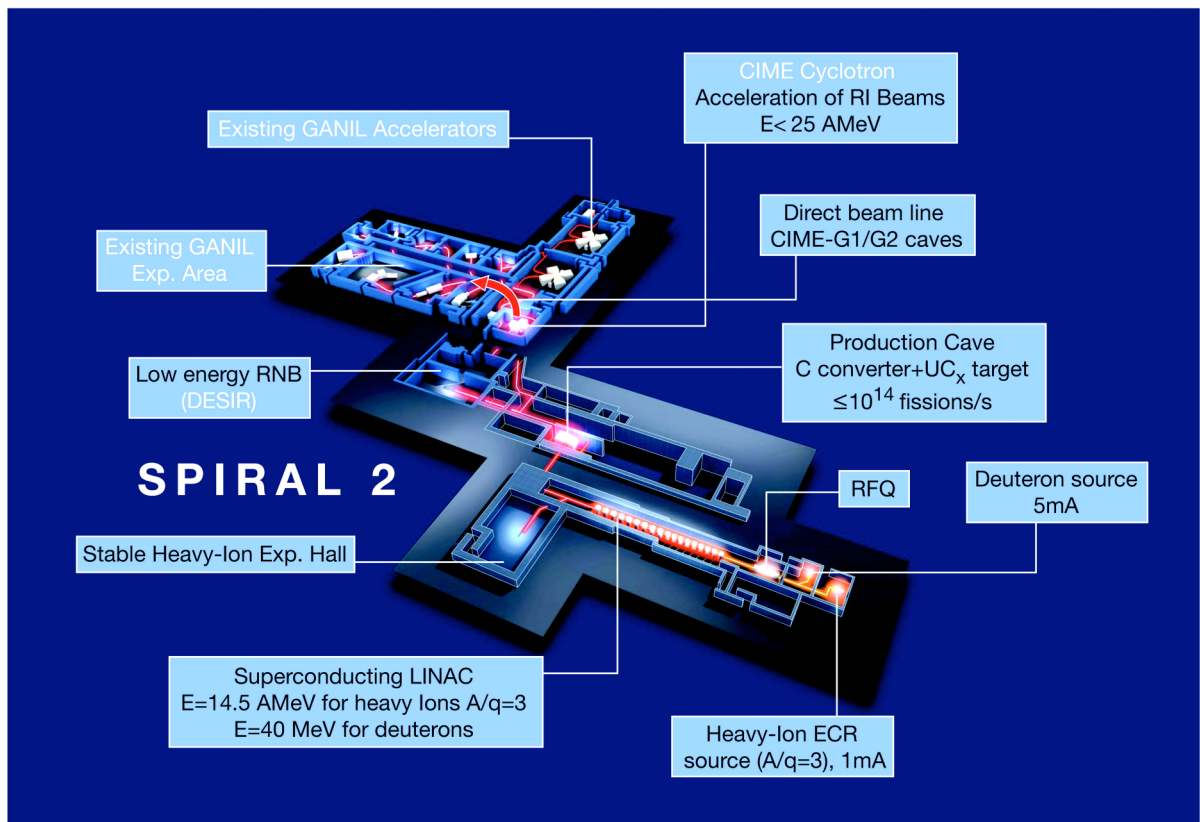 CIME Cyclotron
Acceleration of RI Beams
E< 25 AMeV
Existing GANIL Accelerators
Direct beam line
CIME-G1/G2 caves
Existing GANIL
Exp. Area
Production Cave
C converter+UCₓ target
≤10¹⁴ fissions/s
Low energy RNB
(DESIR)
SPIRAL 2
RFQ
Deuteron source
5mA
Stable Heavy-Ion Exp. Hall
Superconducting LINAC
E=14.5 AMeV for heavy Ions A/q=3
E=40 MeV for deuterons
Heavy-Ion ECR
source (A/q=3), 1mA